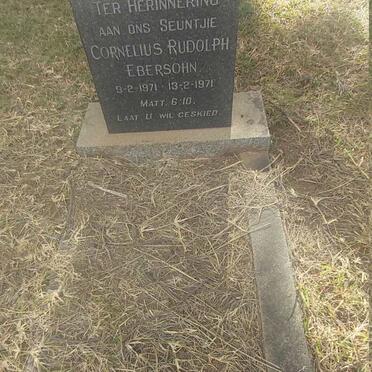 TER HERINNERING
AAN ONS SEUNTJIE
CORNELIUS RUDOLPH
EBERSOHN.
9-2-1971 - 13-2-1971
MATT. 6:10.
LAAT U WIL GESKIED.